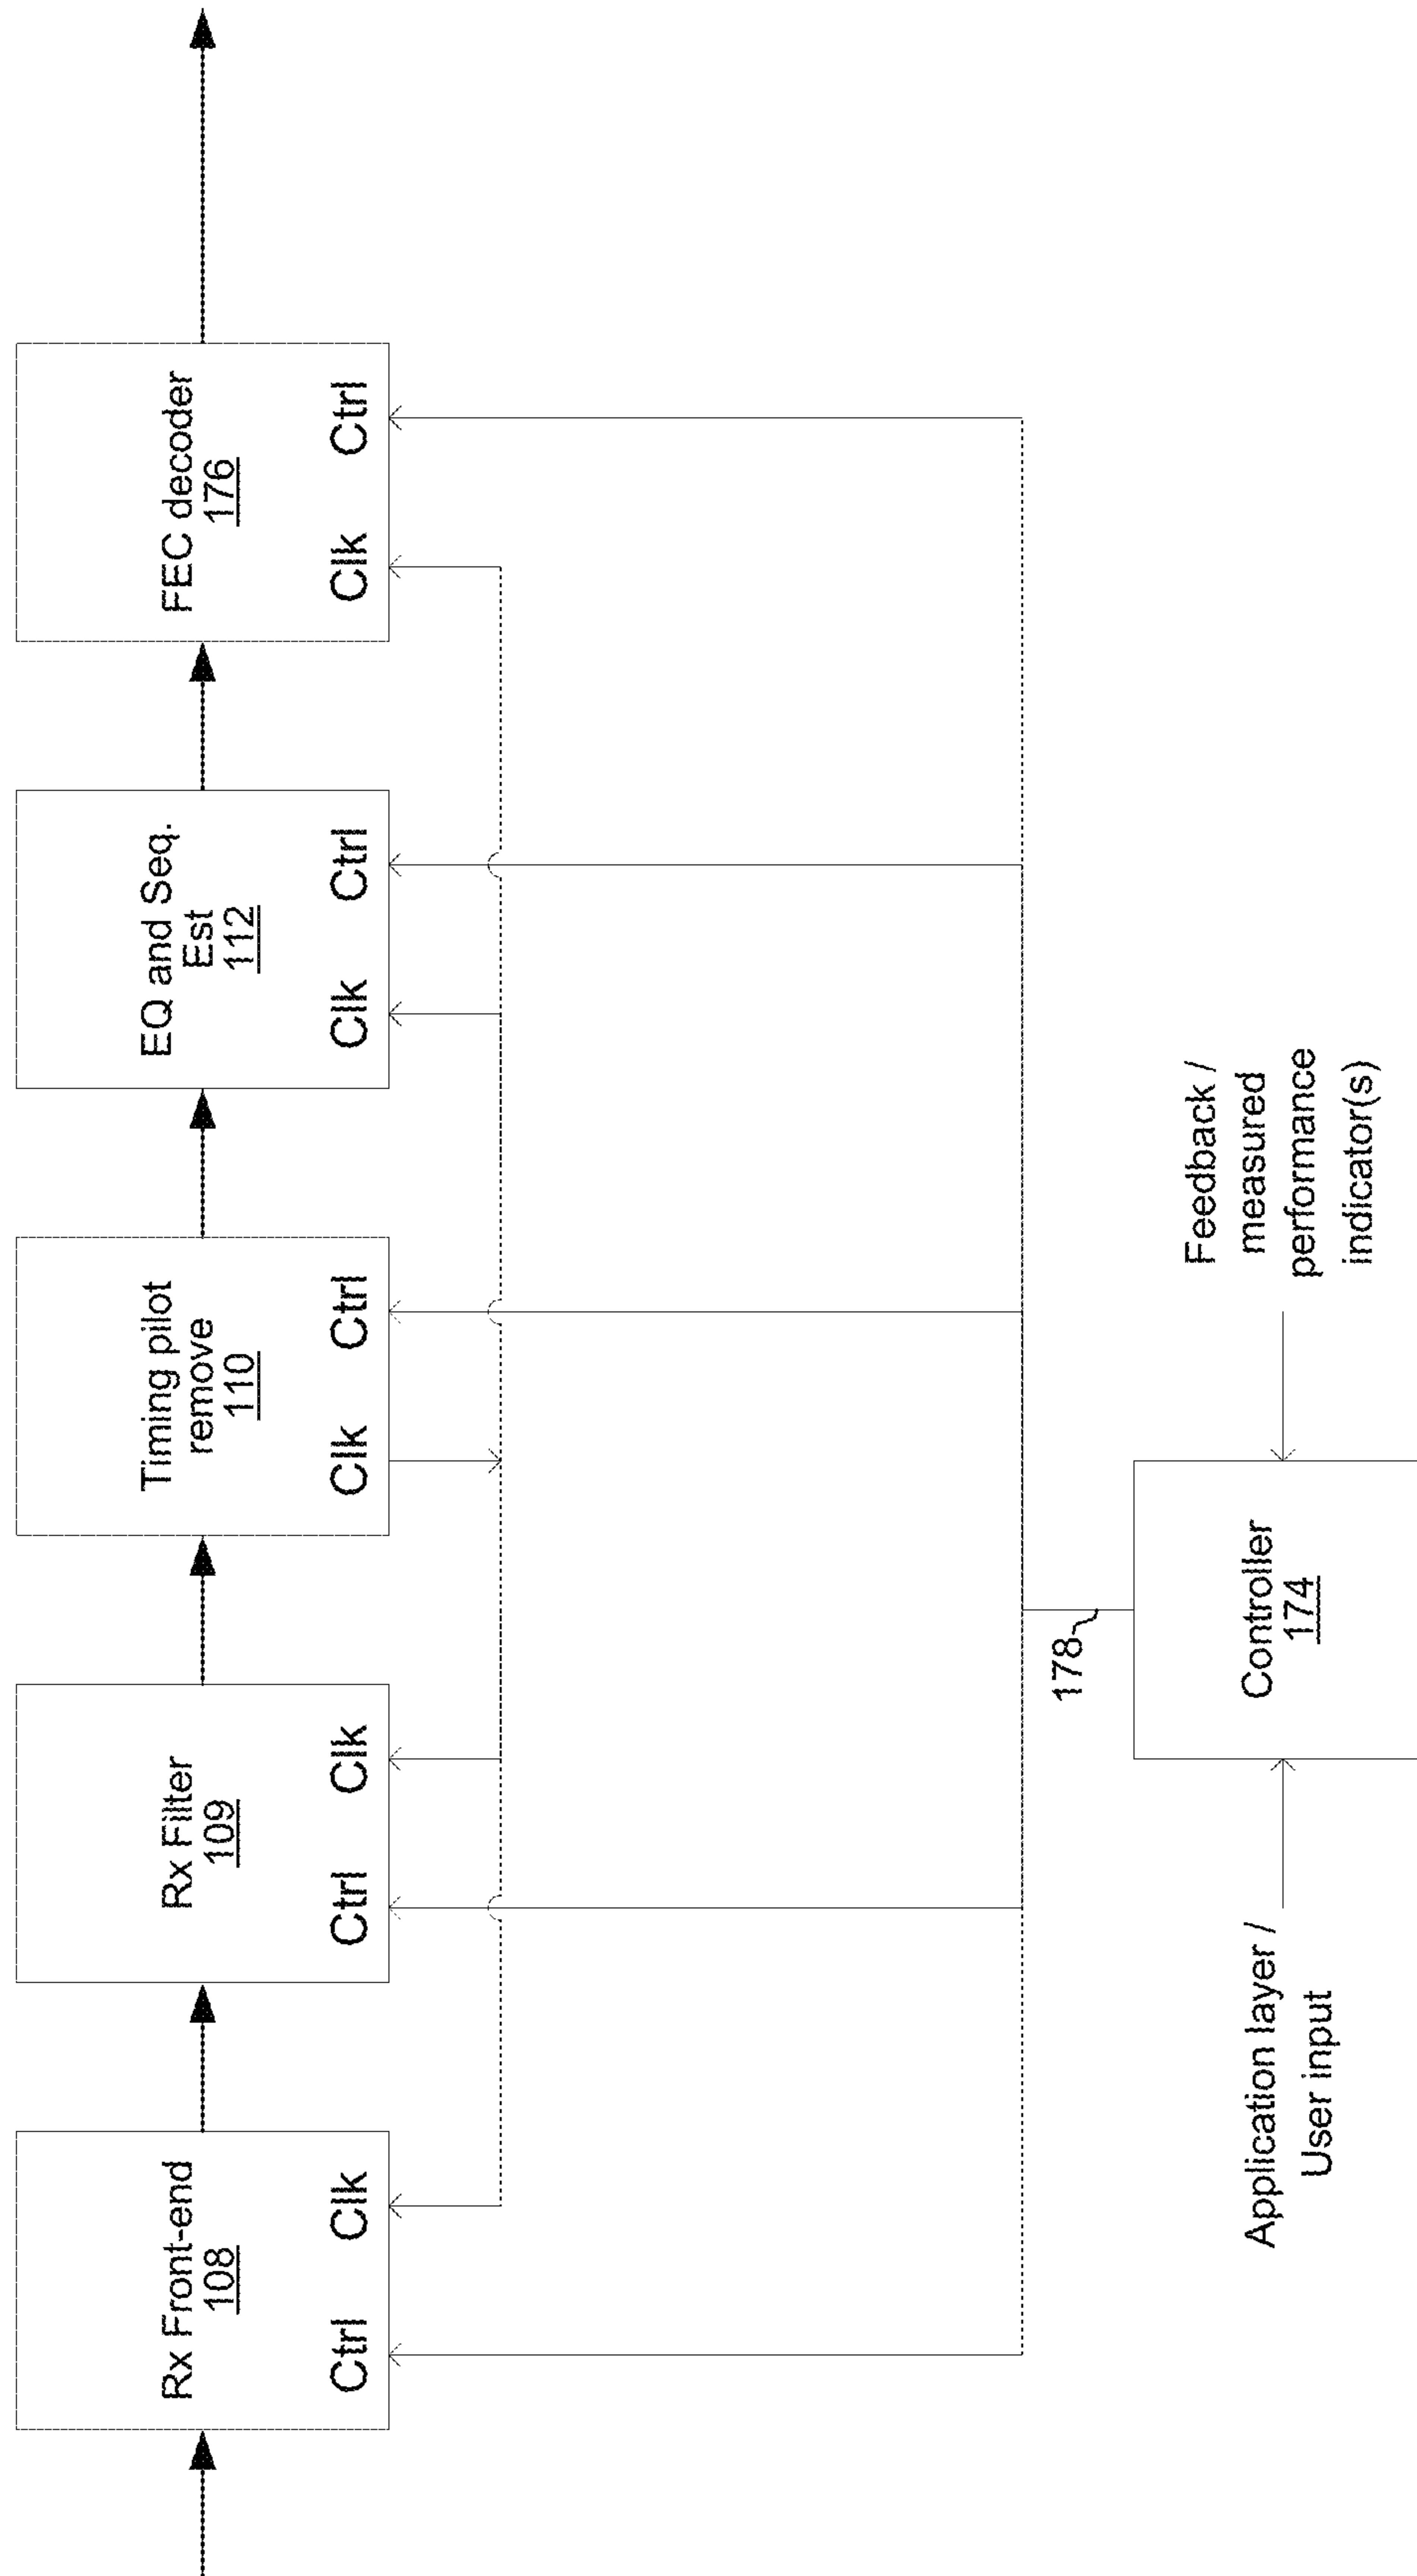 Rx Front-end
108
Ctrl
Clk
Rx Filter
109
Ctrl
Clk
Timing pilot
remove
110
Clk
Ctrl
EQ and Seq.
Est
112
Clk
Ctrl
FEC decoder
176
Clk
Ctrl
178
Application layer /
User input
Controller
174
Feedback /
measured
performance
indicator(s)